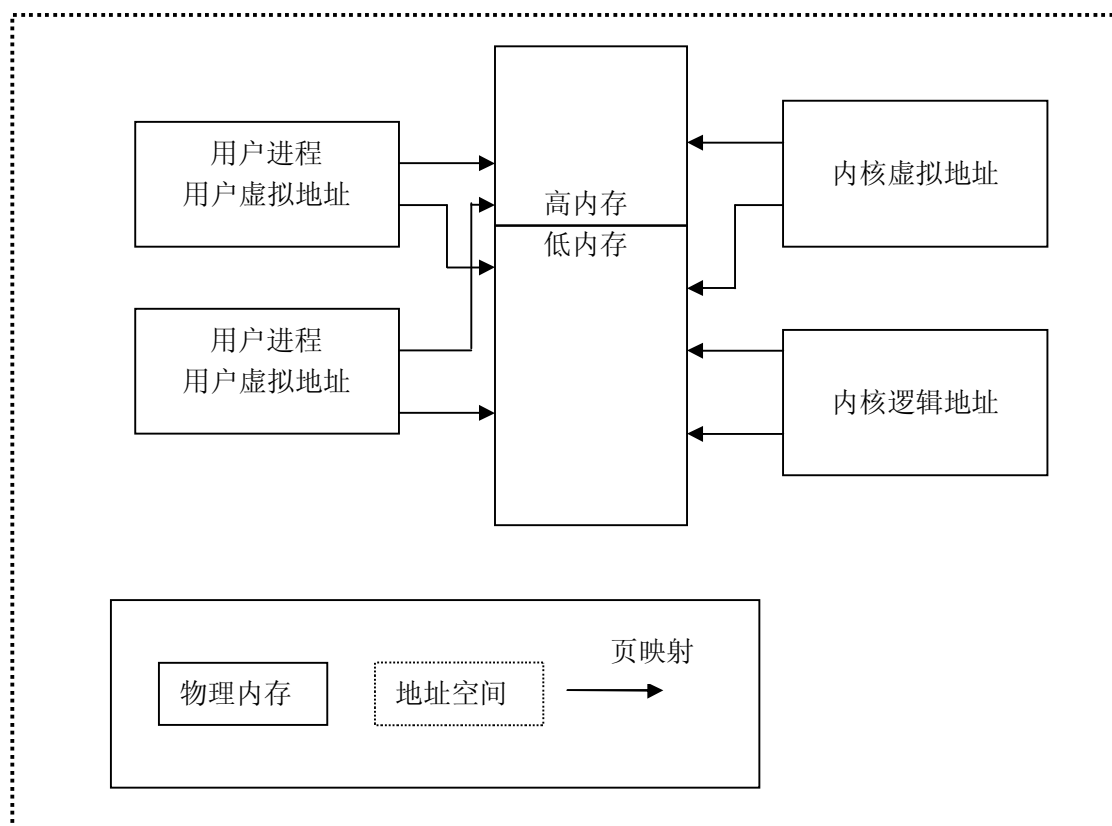 用户进程
用户虚拟地址
高内存
低内存
内核虚拟地址
用户进程
用户虚拟地址
内核逻辑地址
页映射
物理内存
地址空间